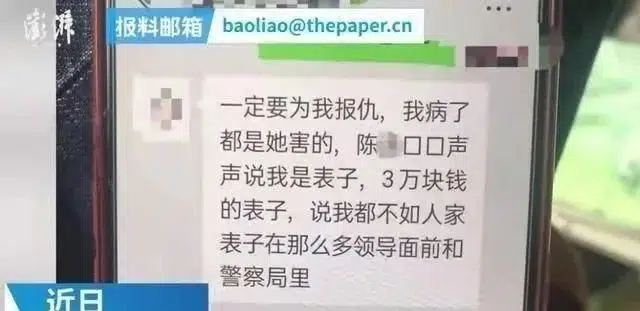 澎湃
报料邮箱 baoliao@thepaper.cn
一定要为我报仇，我病了
都是她害的，陈 口口声
声说我是表子，3万块钱
的表子，说我都不如人家
表子在那么多领导面前和
警察局里
近日